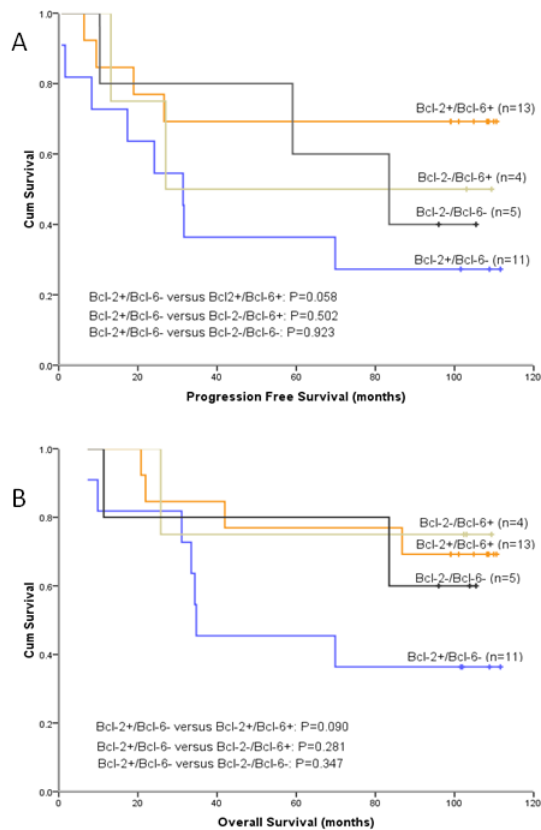 A
1.0
0.8
0.6
0.4
0.2
0.0
Cum Survival
Bcl-2+/Bcl-6+ (n=13)
Bcl-2-/Bcl-6+ (n=4)
Bcl-2-/Bcl-6- (n=5)
Bcl-2+/Bcl-6- (n=11)
Bcl-2+/Bcl-6- versus Bcl2+/Bcl-6+: P=0.058
Bcl-2+/Bcl-6- versus Bcl-2-/Bcl-6+: P=0.502
Bcl-2+/Bcl-6- versus Bcl-2-/Bcl-6-: P=0.923
0 20 40 60 80 100 120
Progression Free Survival (months)
B
1.0
0.8
0.6
0.4
0.2
0.0
Cum Survival
Bcl-2-/Bcl-6+ (n=4)
Bcl-2+/Bcl-6+ (n=13)
Bcl-2-/Bcl-6- (n=5)
Bcl-2+/Bcl-6- (n=11)
Bcl-2+/Bcl-6- versus Bcl-2+/Bcl-6+: P=0.090
Bcl-2+/Bcl-6- versus Bcl-2-/Bcl-6+: P=0.281
Bcl-2+/Bcl-6- versus Bcl-2-/Bcl-6-: P=0.347
0 20 40 60 80 100 120
Overall Survival (months)